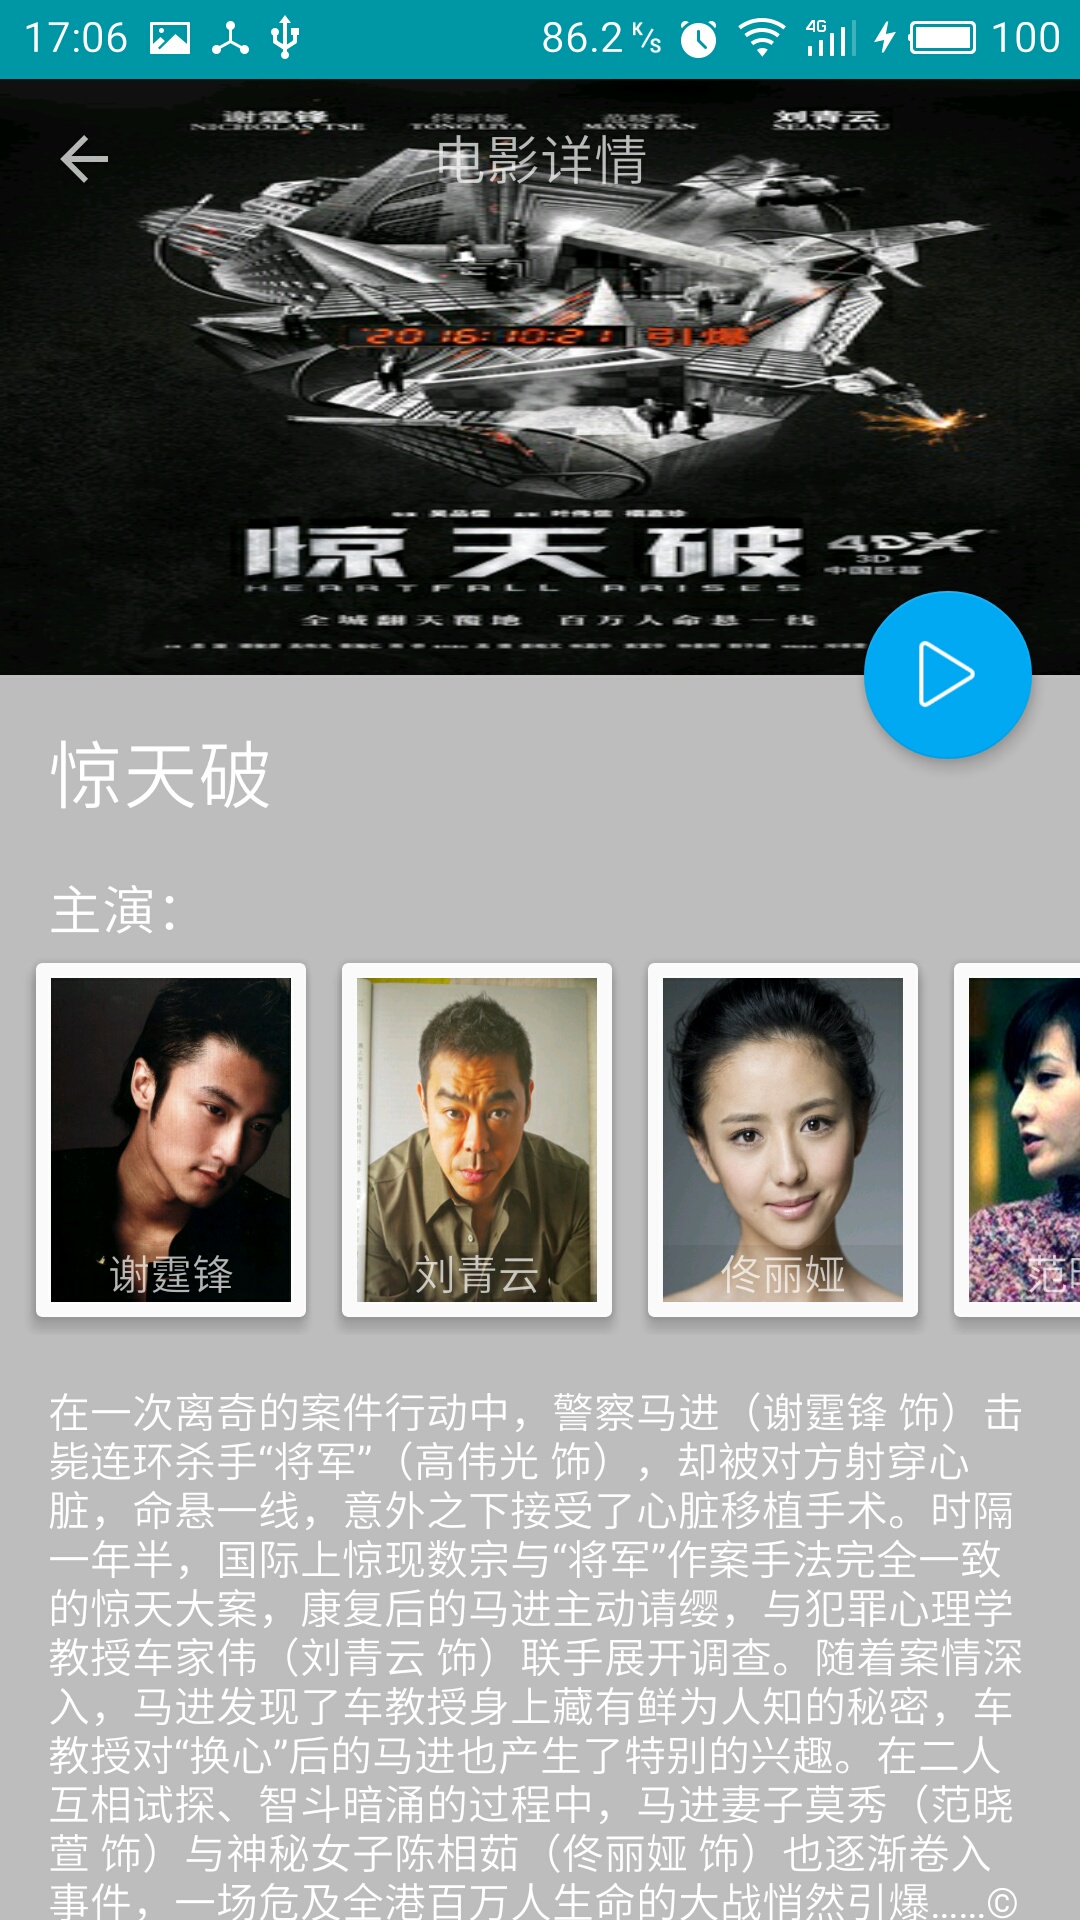 17:06
86.2 K/s
4G
100
谢霆锋 佟丽娅 范晓萱 刘青云
NICHOLAS TSE TONG LIYA MAVIS FAN SEAN LAU
电影详情
2016:10:21 引爆
惊天破
4DX
3D
中国巨幕
HEARTFALL ARISES
全城翻天覆地 百万人命悬一线
惊天破
主演：
谢霆锋
刘青云
佟丽娅
在一次离奇的案件行动中，警察马进（谢霆锋 饰）击
毙连环杀手“将军”（高伟光 饰），却被对方射穿心
脏，命悬一线，意外之下接受了心脏移植手术。时隔
一年半，国际上惊现数宗与“将军”作案手法完全一致
的惊天大案，康复后的马进主动请缨，与犯罪心理学
教授车家伟（刘青云 饰）联手展开调查。随着案情深
入，马进发现了车教授身上藏有鲜为人知的秘密，车
教授对“换心”后的马进也产生了特别的兴趣。在二人
互相试探、智斗暗涌的过程中，马进妻子莫秀（范晓
萱 饰）与神秘女子陈相茹（佟丽娅 饰）也逐渐卷入
事件，一场危及全港百万人生命的大战悄然引爆……©